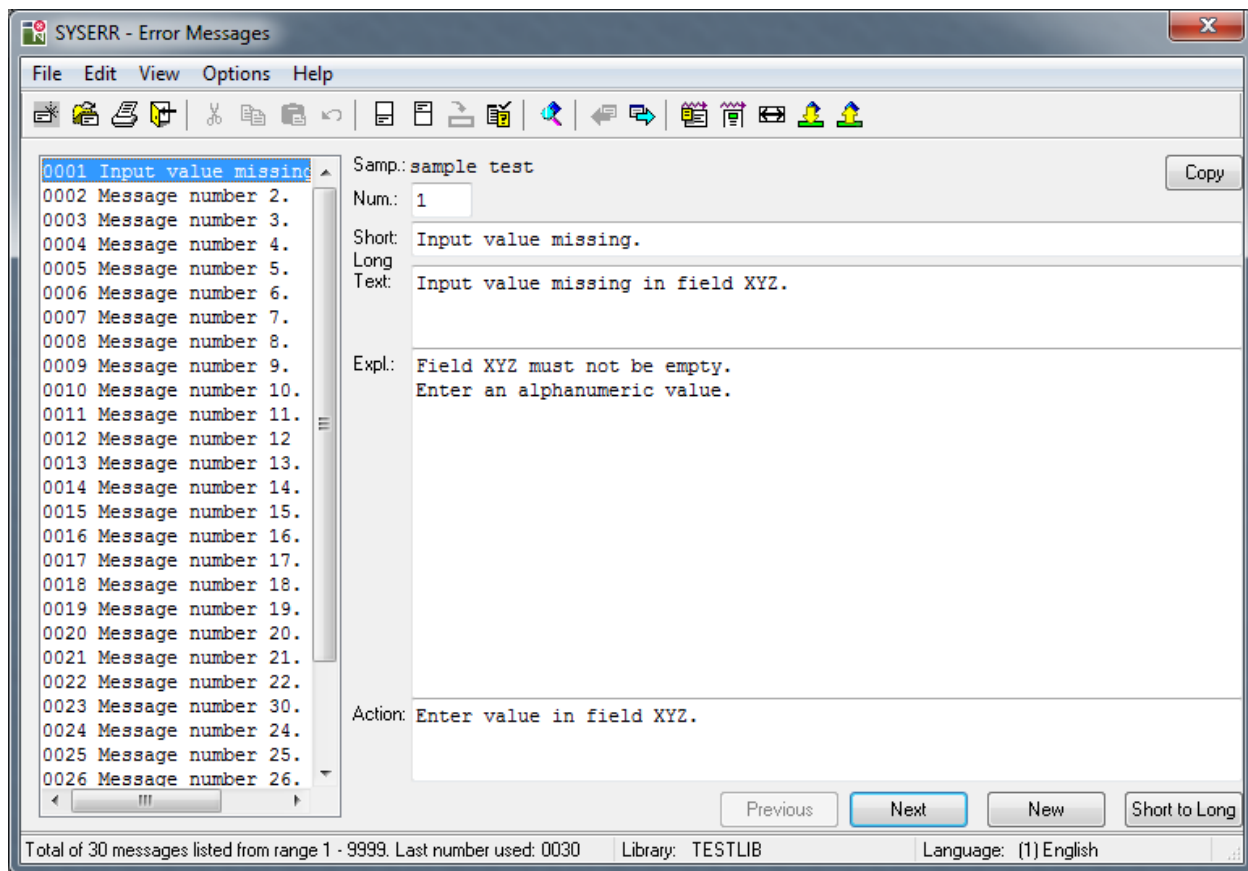 SYSERR - Error Messages
File Edit View Options Help
0001 Input value missing
0002 Message number 2.
0003 Message number 3.
0004 Message number 4.
0005 Message number 5.
0006 Message number 6.
0007 Message number 7.
0008 Message number 8.
0009 Message number 9.
0010 Message number 10.
0011 Message number 11.
0012 Message number 12
0013 Message number 13.
0014 Message number 14.
0015 Message number 15.
0016 Message number 16.
0017 Message number 17.
0018 Message number 18.
0019 Message number 19.
0020 Message number 20.
0021 Message number 21.
0022 Message number 22.
0023 Message number 30.
0024 Message number 24.
0025 Message number 25.
0026 Message number 26.
Samp.: sample test
Copy
Num.: 1
Short: Input value missing.
Long
Text: Input value missing in field XYZ.
Expl.: Field XYZ must not be empty.
Enter an alphanumeric value.
Action: Enter value in field XYZ.
Previous Next New Short to Long
Total of 30 messages listed from range 1 - 9999. Last number used: 0030 Library: TESTLIB Language: (1) English